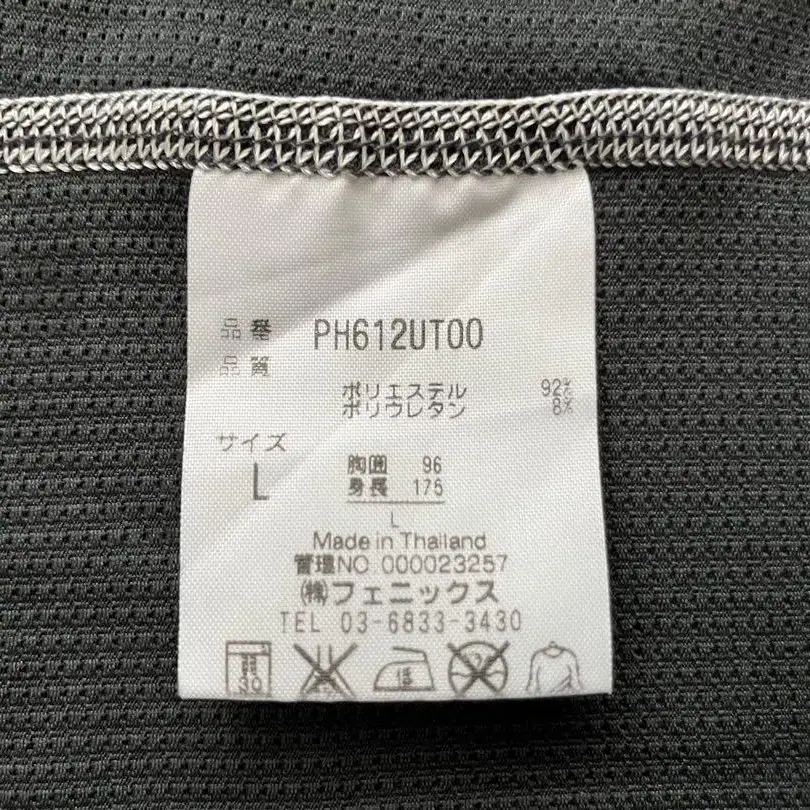 品番 PH612UT00
品質
ポリエステル 92%
ポリウレタン 8%
サイズ
L
胸囲 96
身長 175
L
Made in Thailand
管理NO 000023257
㈱フェニックス
TEL 03-6833-3430
30
低